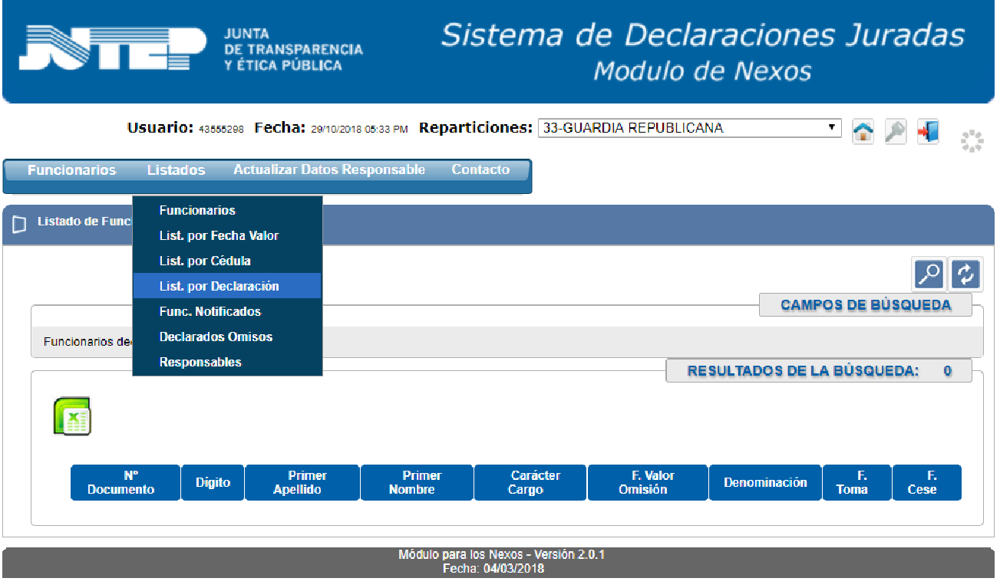 JUTEP
JUNTA
DE TRANSPARENCIA
Y ÉTICA PÚBLICA
Sistema de Declaraciones Juradas
Modulo de Nexos
Usuario: 43555298 Fecha: 29/10/2018 05:33 PM Reparticiones: 33-GUARDIA REPUBLICANA
Funcionarios Listados Actualizar Datos Responsable Contacto
Funcionarios
Listado de Func
List. por Fecha Valor
List. por Cédula
List. por Declaración
Func. Notificados
Declarados Omisos
Responsables
CAMPOS DE BÚSQUEDA
Funcionarios de
RESULTADOS DE LA BÚSQUEDA: 0
N° Documento
Dígito
Primer Apellido
Primer Nombre
Carácter Cargo
F. Valor Omisión
Denominación
F. Toma
F. Cese
Módulo para los Nexos - Versión 2.0.1
Fecha: 04/03/2018